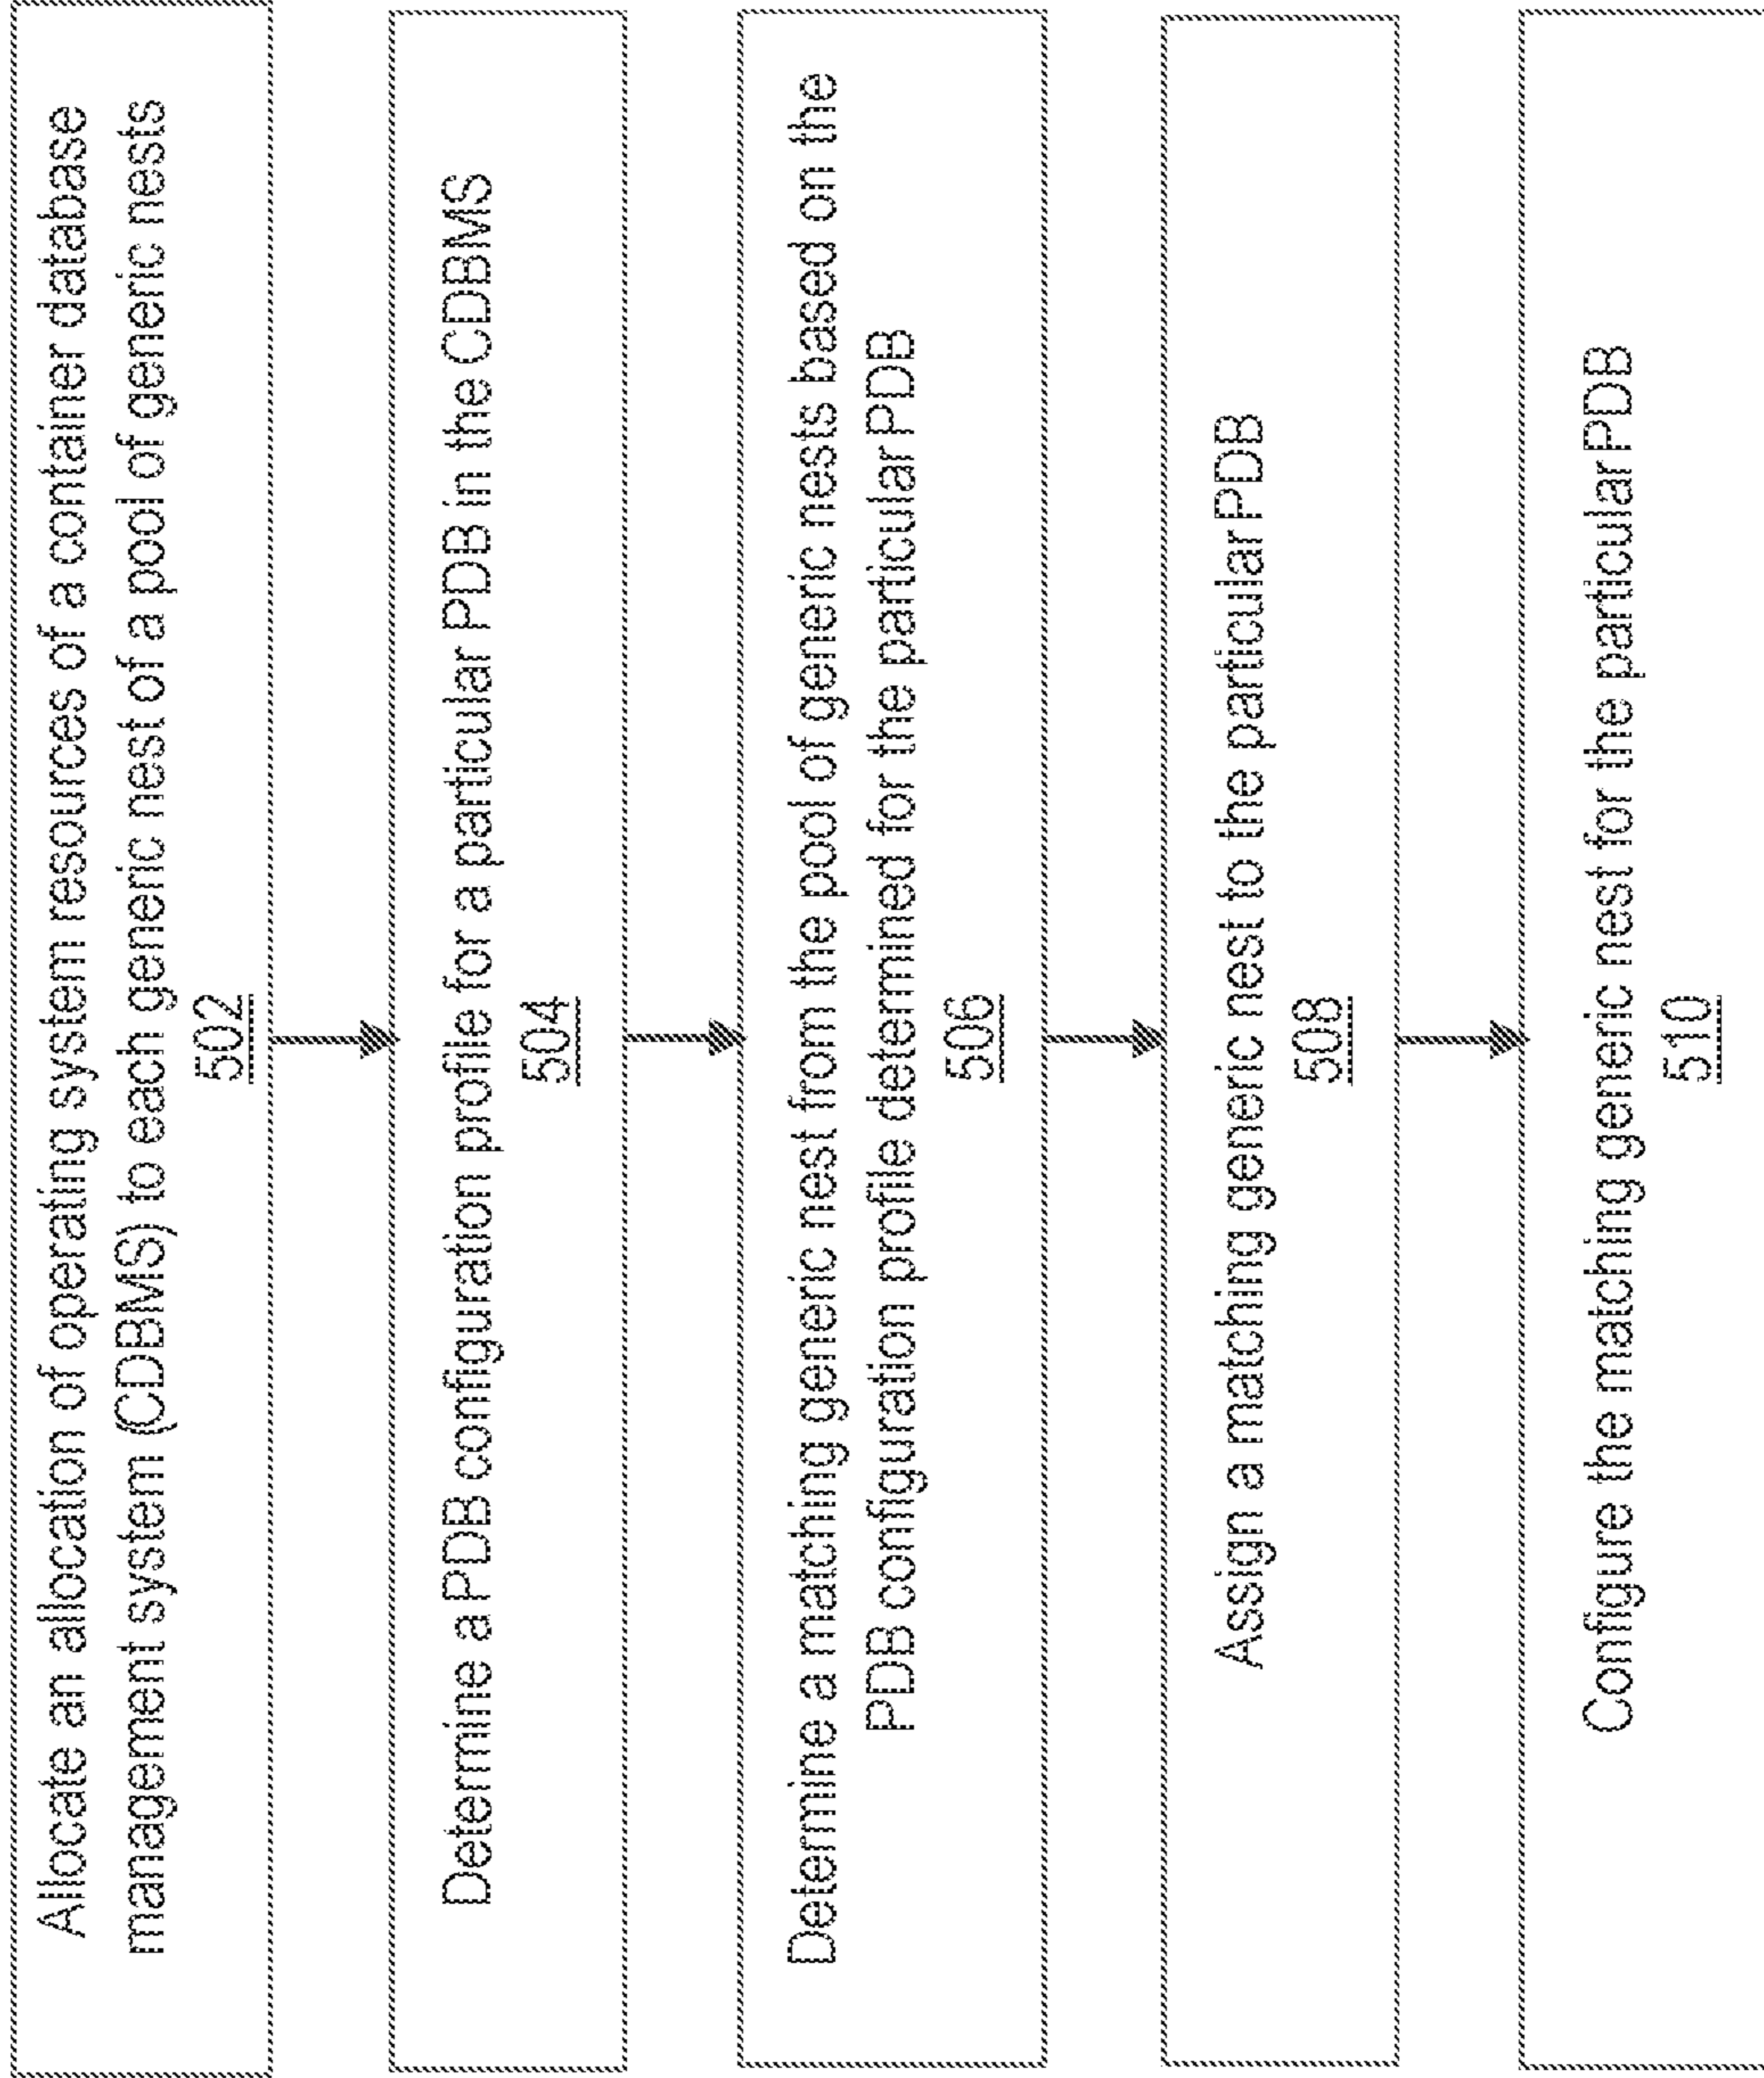 Allocate an allocation of operating system resources of a container database
management system (CDBMS) to each generic nest of a pool of generic nests
502
Determine a PDB configuration profile for a particular PDB in the CDBMS
504
Determine a matching generic nest from the pool of generic nests based on the
PDB configuration profile determined for the particular PDB
506
Assign a matching generic nest to the particular PDB
508
Configure the matching generic nest for the particular PDB
510